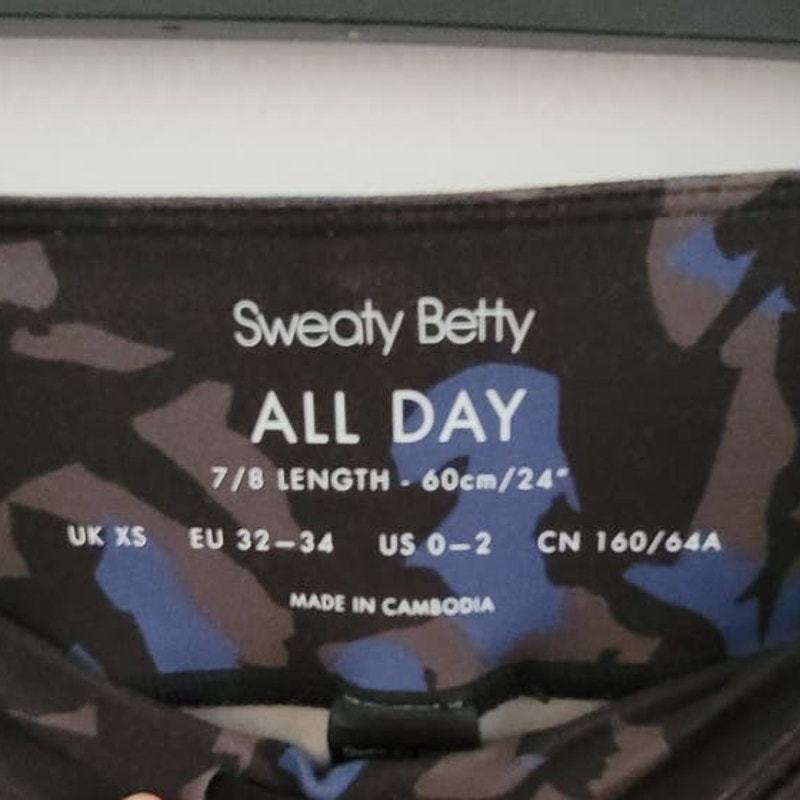 Sweaty Betty
ALL DAY
7/8 LENGTH - 60cm/24"
UK XS EU 32-34 US 0-2 CN 160/64A
MADE IN CAMBODIA